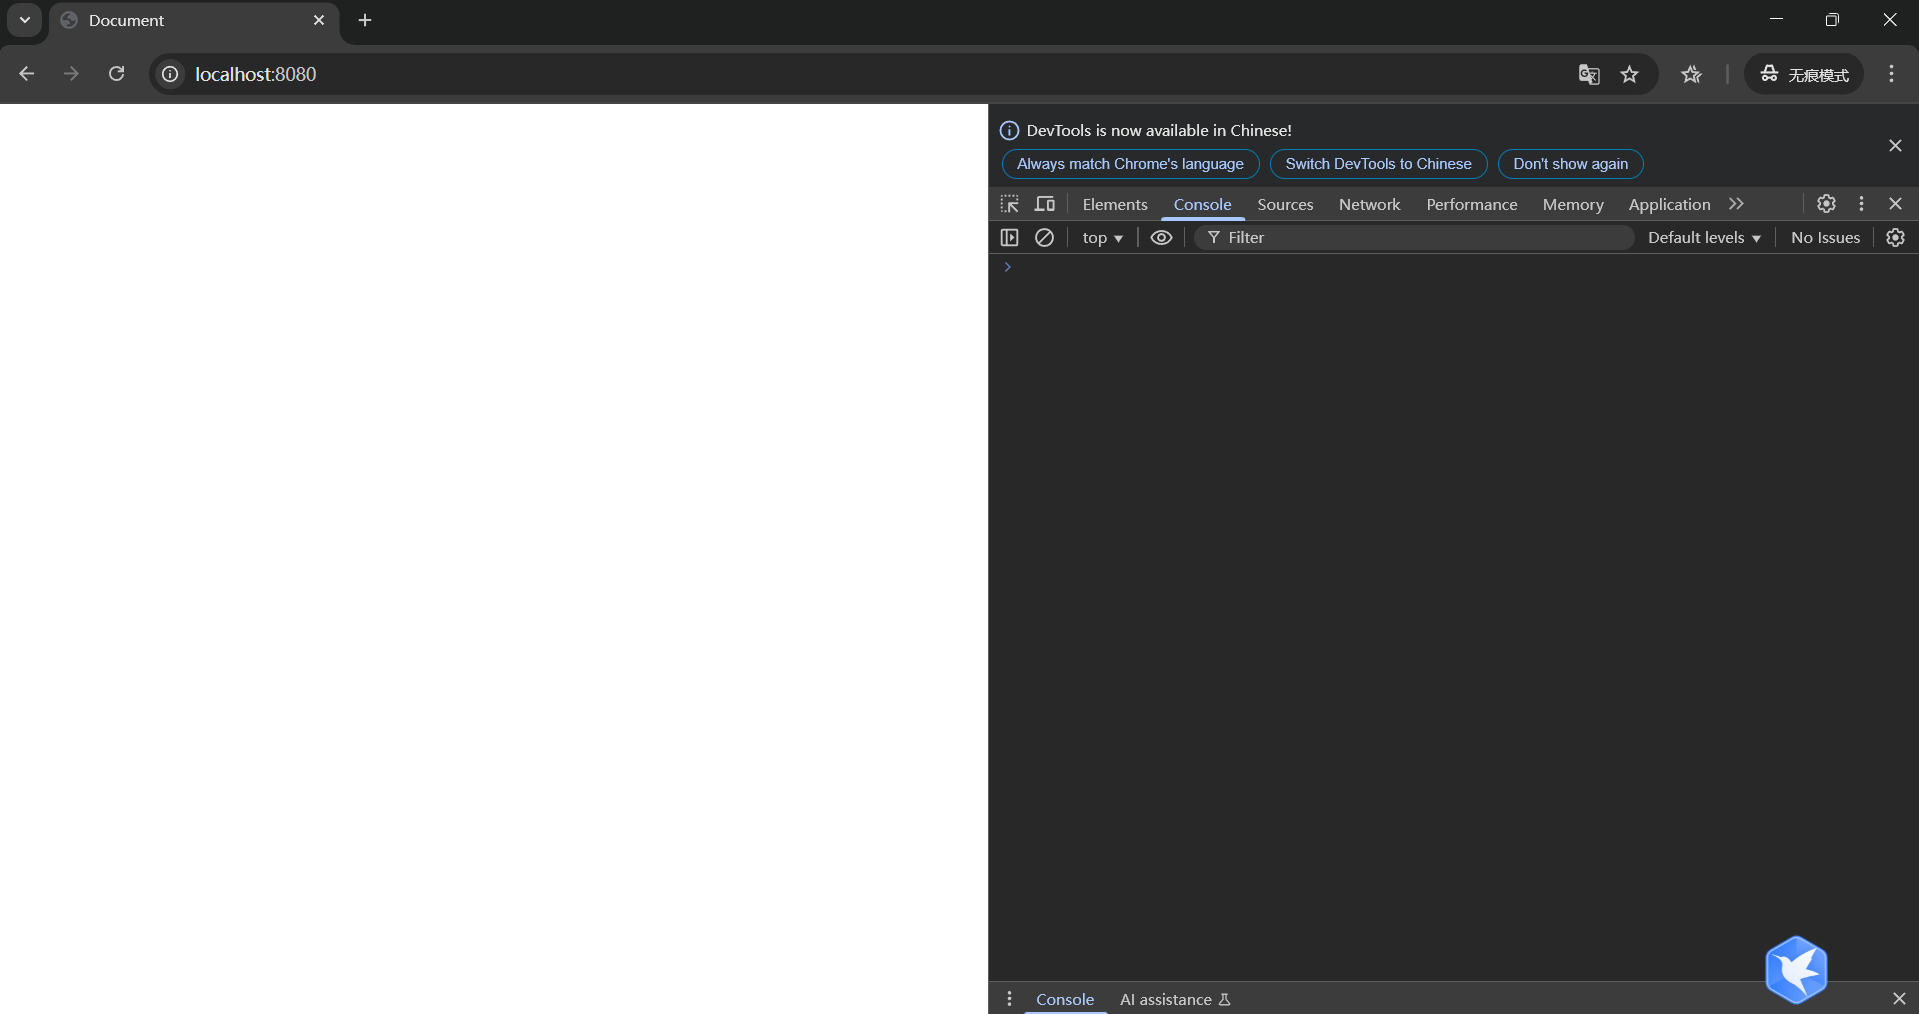 Document
localhost:8080
无痕模式
DevTools is now available in Chinese!
Always match Chrome's language Switch DevTools to Chinese Don't show again
Elements Console Sources Network Performance Memory Application
top Filter Default levels No Issues
Console AI assistance